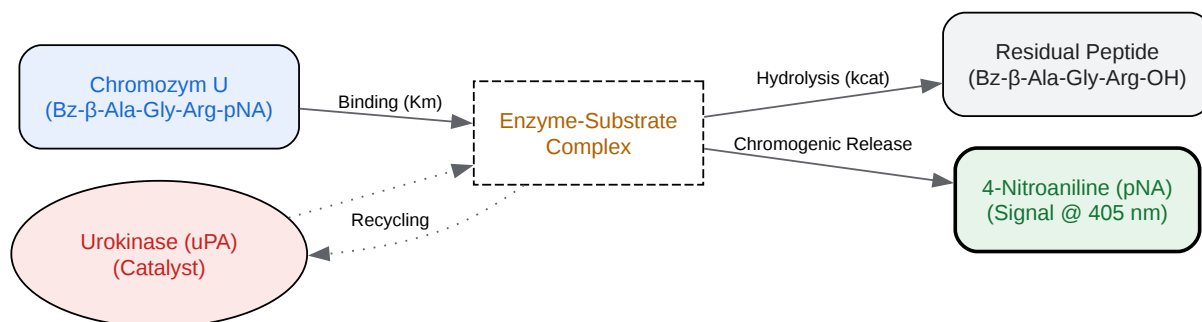 Chromozym U
(Bz-β-Ala-Gly-Arg-pNA)
Binding (Km)
Urokinase (uPA)
(Catalyst)
Recycling
Enzyme-Substrate
Complex
Hydrolysis (kcat)
Chromogenic Release
Residual Peptide
(Bz-β-Ala-Gly-Arg-OH)
4-Nitroaniline (pNA)
(Signal @ 405 nm)